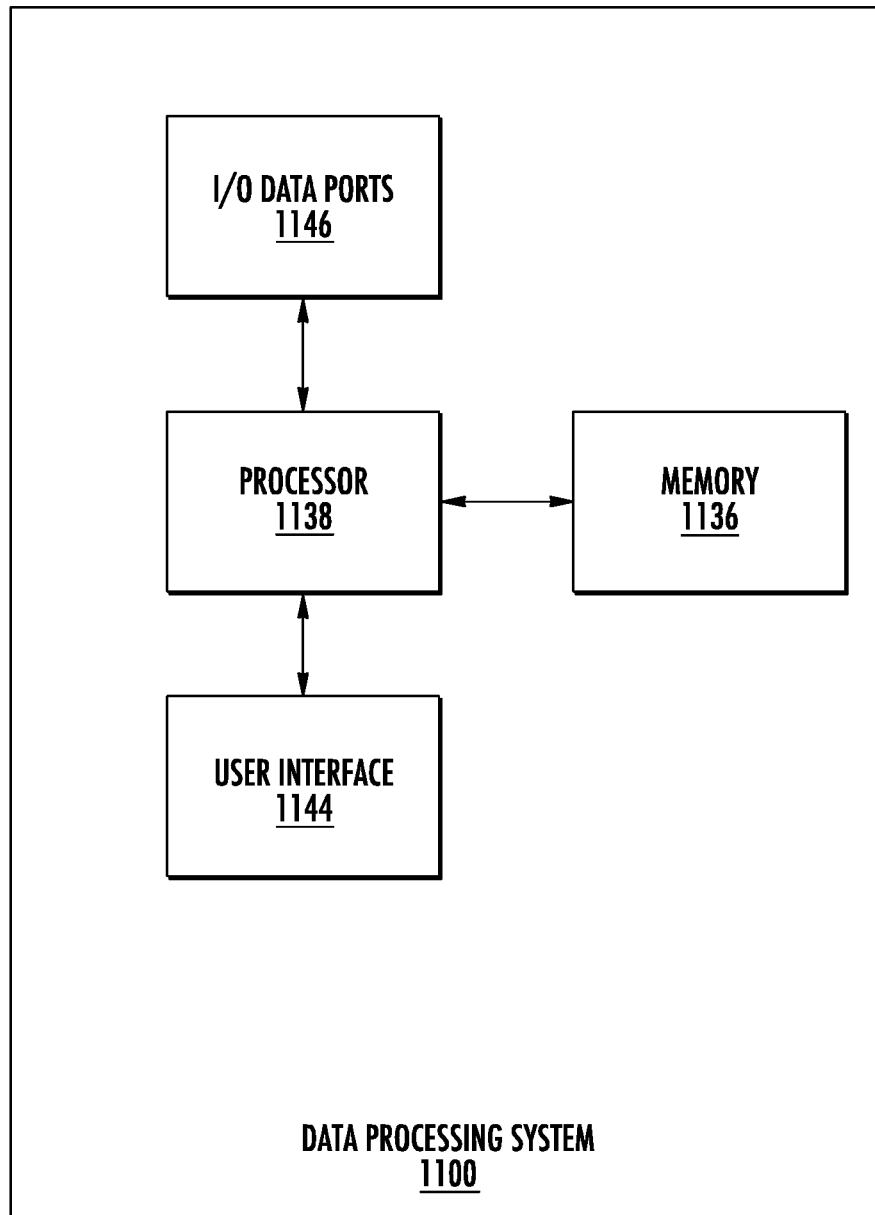 I/O DATA PORTS
1146
PROCESSOR
1138
MEMORY
1136
USER INTERFACE
1144
DATA PROCESSING SYSTEM
1100